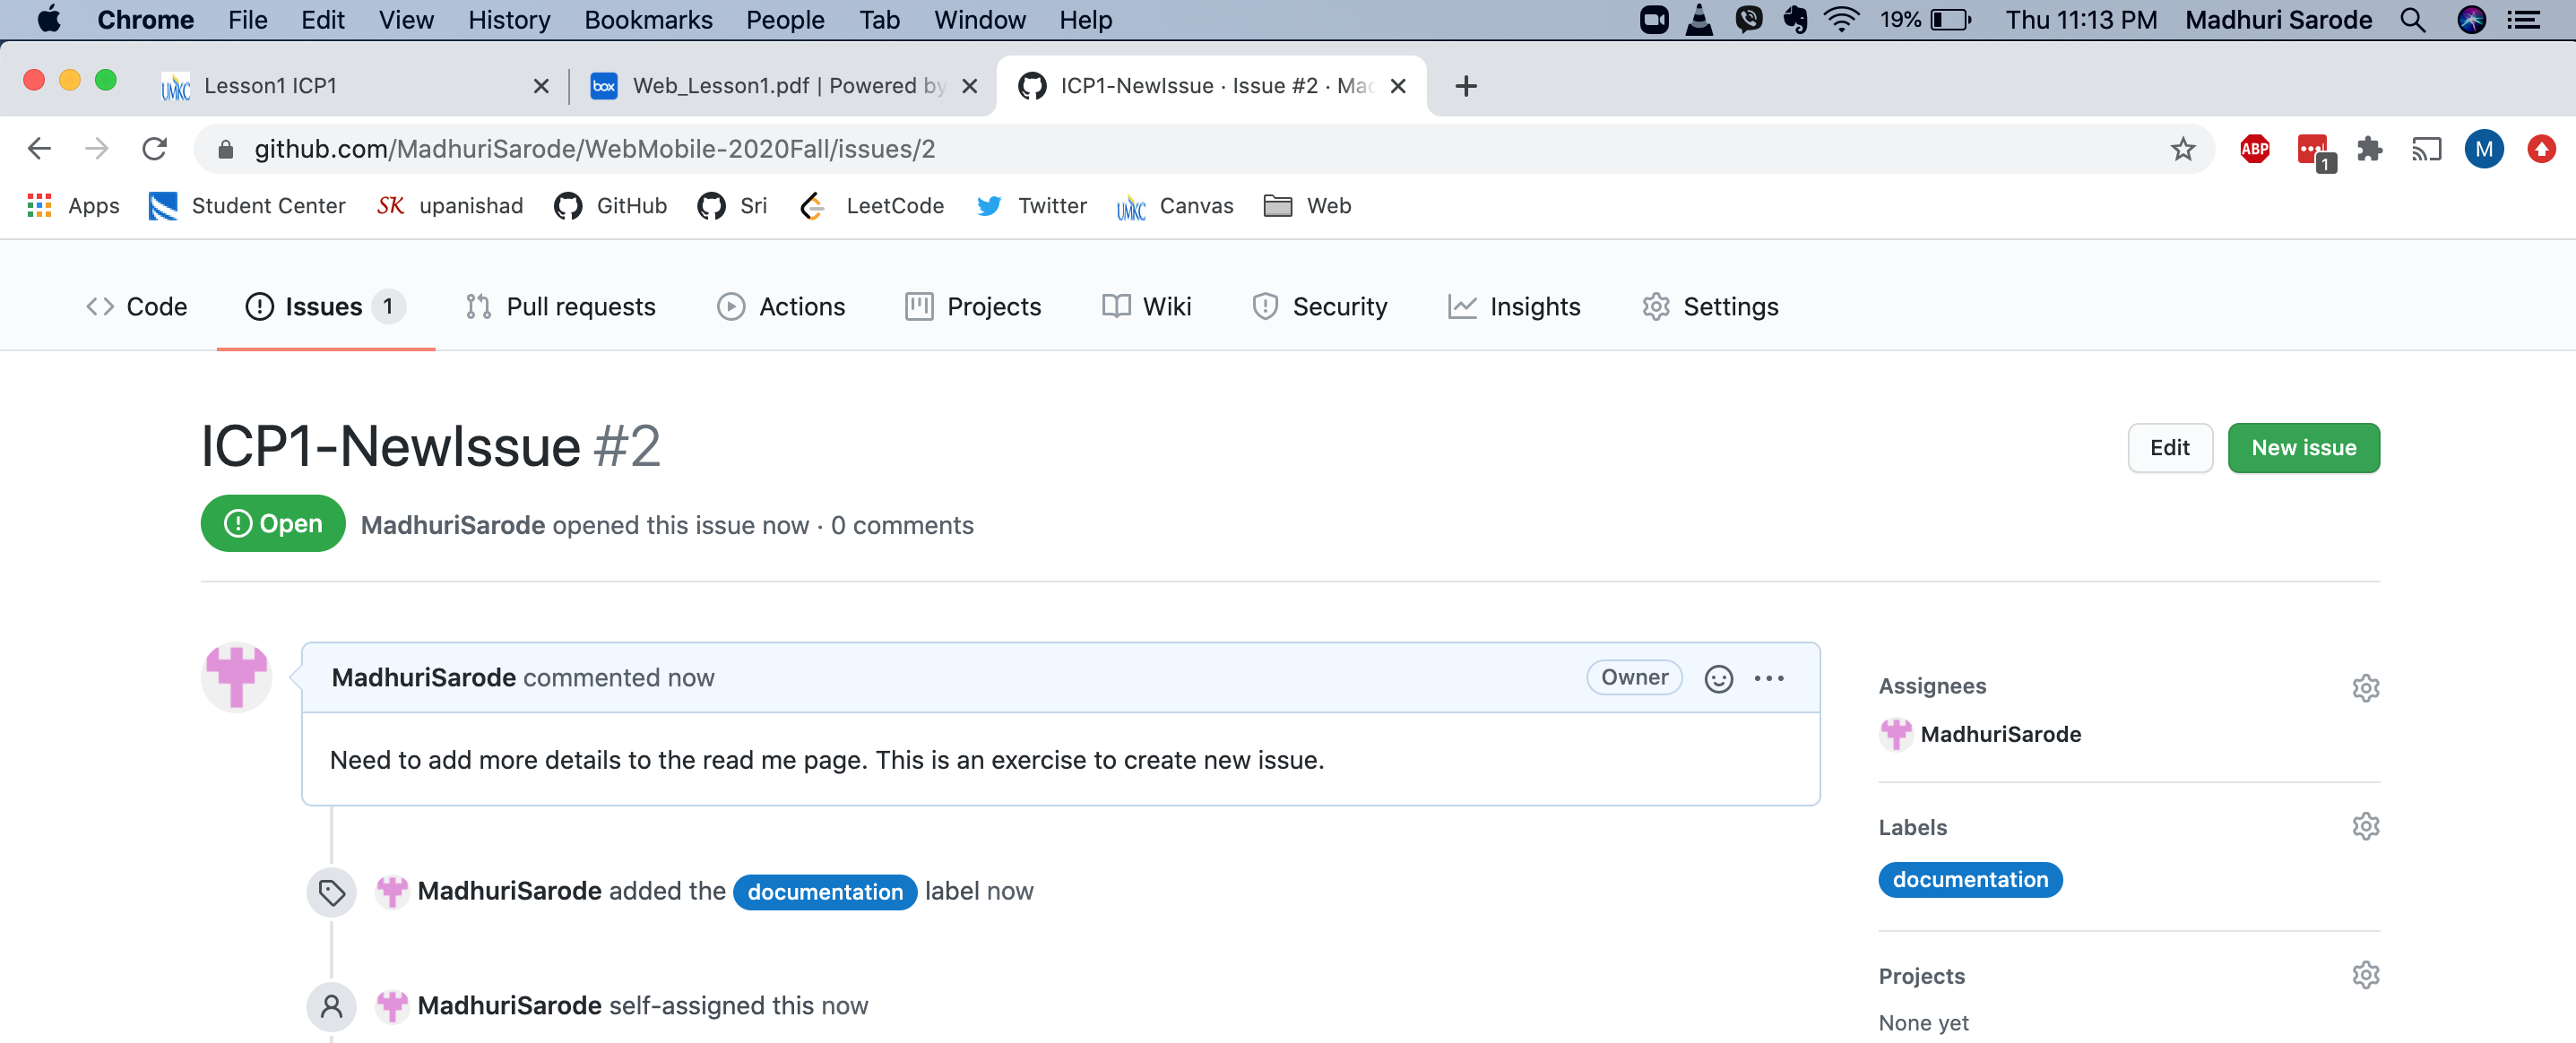 Chrome File Edit View History Bookmarks People Tab Window Help 19% Thu 11:13 PM Madhuri Sarode
UMKC Lesson1 ICP1 box Web_Lesson1.pdf | Powered by ICP1-NewIssue · Issue #2 · Mac
github.com/MadhuriSarode/WebMobile-2020Fall/issues/2 ABP 1 M
Apps Student Center SK upanishad GitHub Sri LeetCode Twitter UMKC Canvas Web
Code Issues 1 Pull requests Actions Projects Wiki Security Insights Settings
ICP1-NewIssue #2 Edit New issue
Open MadhuriSarode opened this issue now · 0 comments
MadhuriSarode commented now Owner
Assignees
MadhuriSarode
Need to add more details to the read me page. This is an exercise to create new issue.
Labels
documentation
MadhuriSarode added the documentation label now
Projects
MadhuriSarode self-assigned this now
None yet